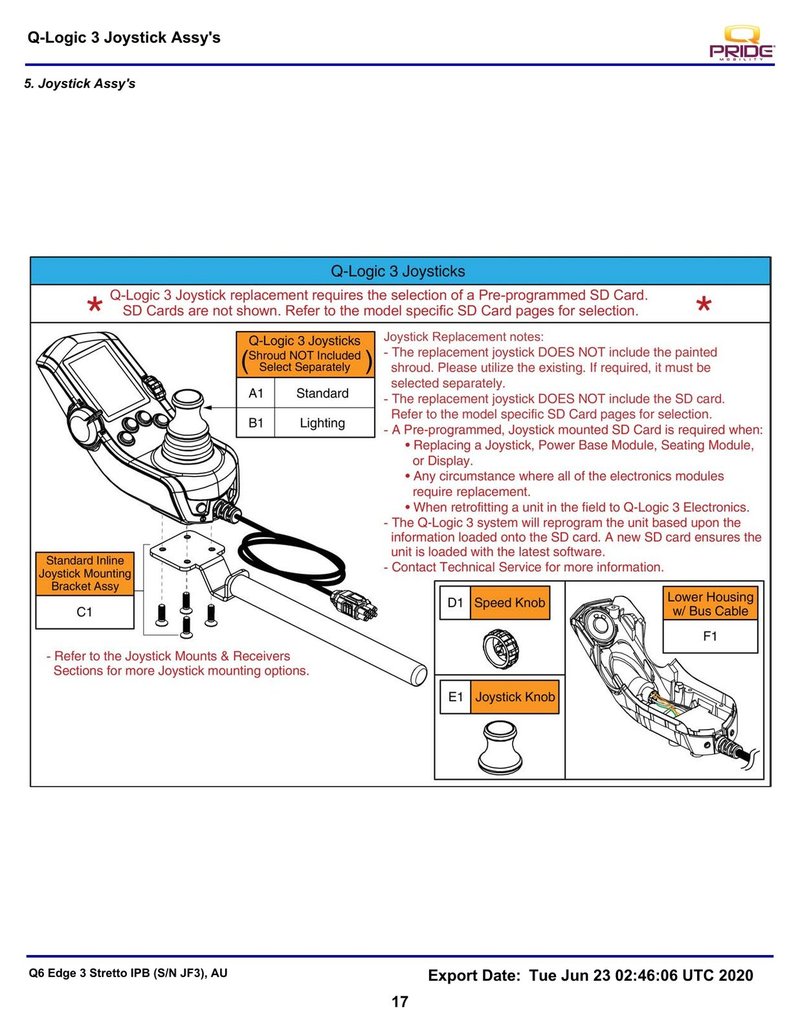 Q-Logic 3 Joystick Assy's
Q
PRIDE
MOBILITY
5. Joystick Assy's
Q-Logic 3 Joysticks
* Q-Logic 3 Joystick replacement requires the selection of a Pre-programmed SD Card. *
SD Cards are not shown. Refer to the model specific SD Card pages for selection.
Q-Logic 3 Joysticks
(Shroud NOT Included
Select Separately)
A1 Standard
B1 Lighting
Joystick Replacement notes:
- The replacement joystick DOES NOT include the painted
shroud. Please utilize the existing. If required, it must be
selected separately.
- The replacement joystick DOES NOT include the SD card.
Refer to the model specific SD Card pages for selection.
- A Pre-programmed, Joystick mounted SD Card is required when:
• Replacing a Joystick, Power Base Module, Seating Module,
or Display.
• Any circumstance where all of the electronics modules
require replacement.
• When retrofitting a unit in the field to Q-Logic 3 Electronics.
- The Q-Logic 3 system will reprogram the unit based upon the
information loaded onto the SD card. A new SD card ensures the
unit is loaded with the latest software.
- Contact Technical Service for more information.
Standard Inline
Joystick Mounting
Bracket Assy
C1
- Refer to the Joystick Mounts & Receivers
Sections for more Joystick mounting options.
D1 Speed Knob
E1 Joystick Knob
Lower Housing
w/ Bus Cable
F1
Q6 Edge 3 Stretto IPB (S/N JF3), AU
Export Date: Tue Jun 23 02:46:06 UTC 2020
17